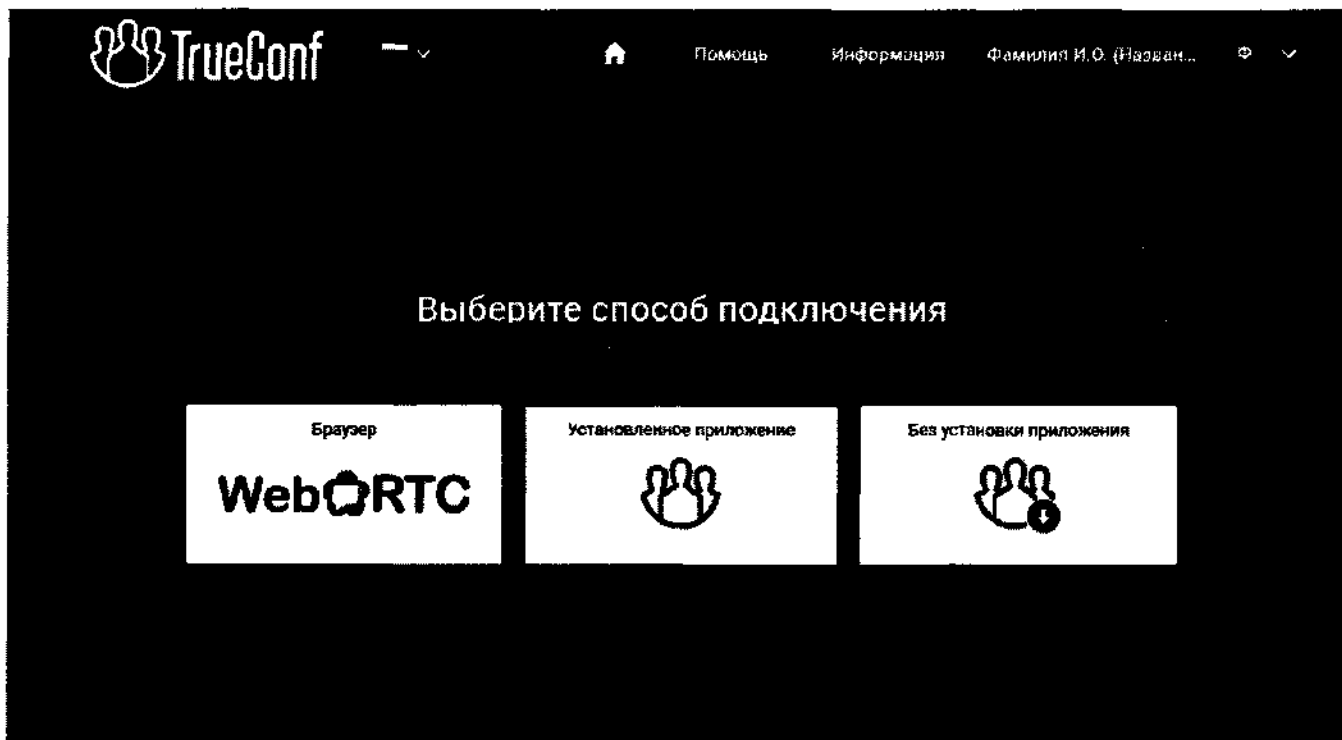 TrueConf
Помощь Информация Фамилия И.О. (Назван... Ф
Выберите способ подключения
Браузер Установленное приложение Без установки приложения
WebRTC